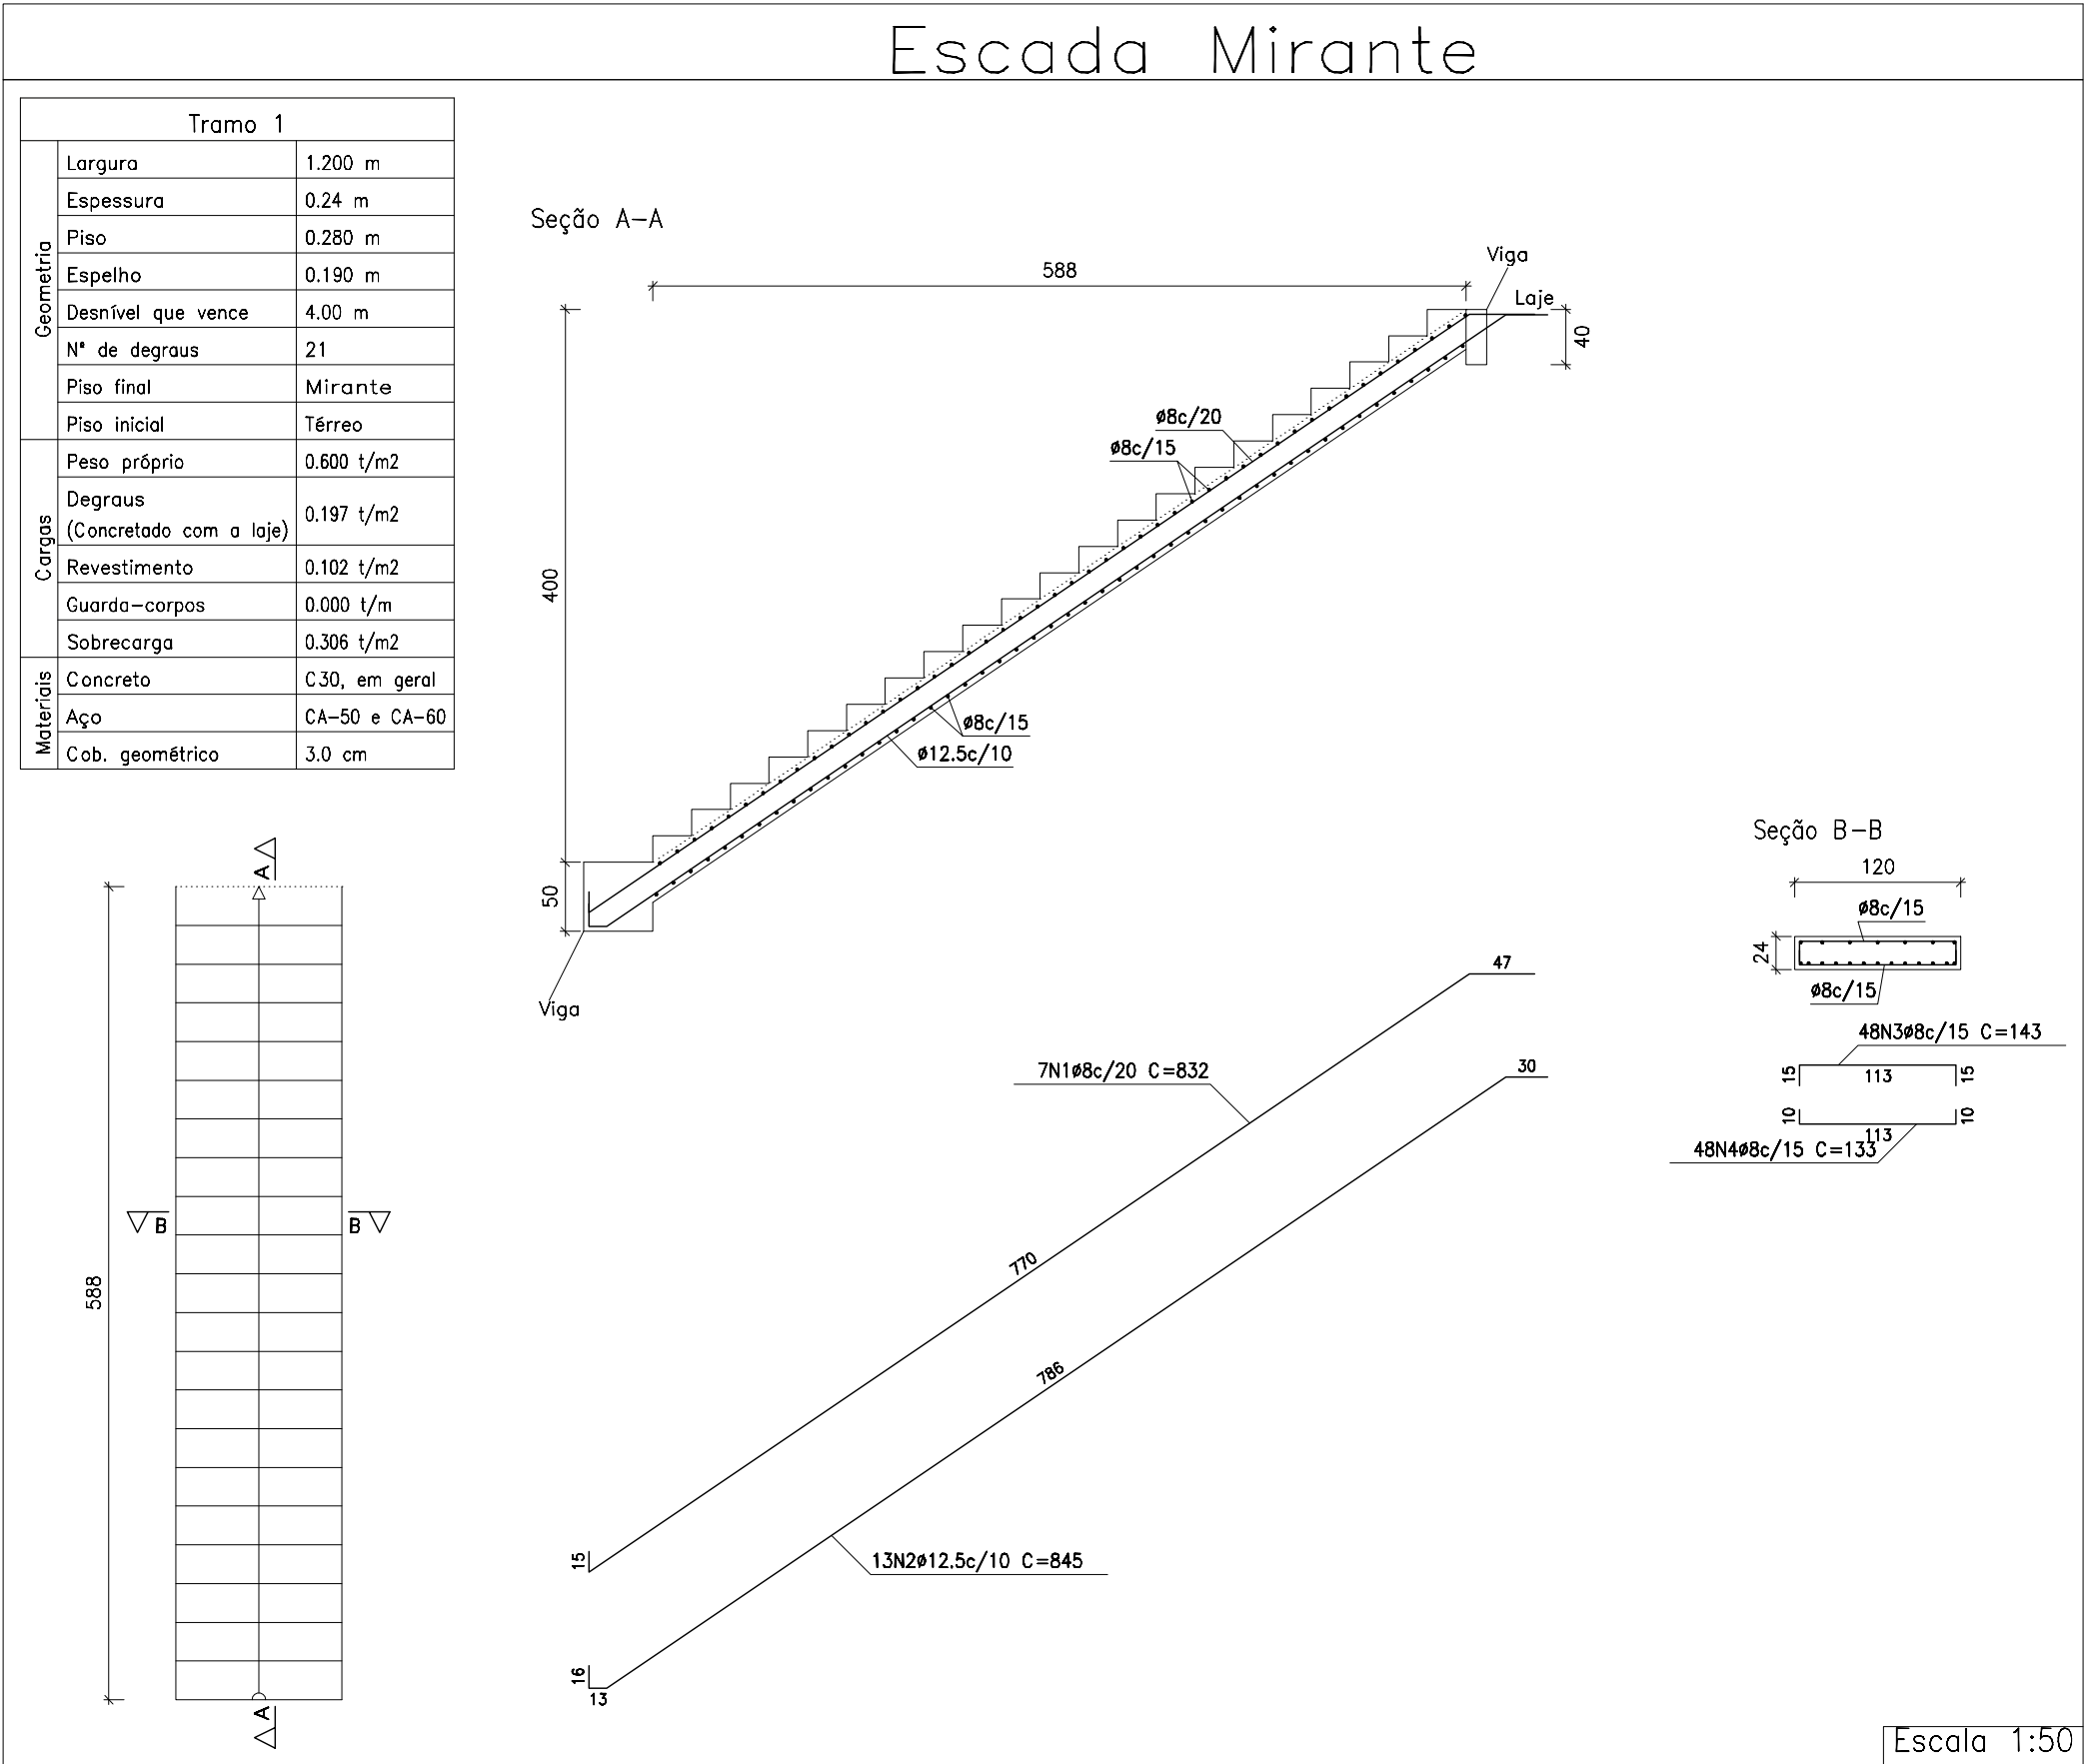 Escada Mirante
Tramo 1
Geometria
Largura 1.200 m
Espessura 0.24 m
Piso 0.280 m
Espelho 0.190 m
Desnível que vence 4.00 m
Nº de degraus 21
Piso final Mirante
Piso inicial Térreo
Cargas
Peso próprio 0.600 t/m2
Degraus
(Concretado com a laje) 0.197 t/m2
Revestimento 0.102 t/m2
Guarda-corpos 0.000 t/m
Sobrecarga 0.306 t/m2
Materiais
Concreto C30, em geral
Aço CA-50 e CA-60
Cob. geométrico 3.0 cm
Seção A-A
588
Viga
Laje
40
ø8c/20
ø8c/15
400
ø8c/15
ø12.5c/10
50
Viga
A
588
B B
A
47
7N1ø8c/20 C=832
30
770
786
15
13N2ø12.5c/10 C=845
16
13
Seção B-B
120
ø8c/15
24
ø8c/15
48N3ø8c/15 C=143
15 113 15
10 113 10
48N4ø8c/15 C=133
Escala 1:50